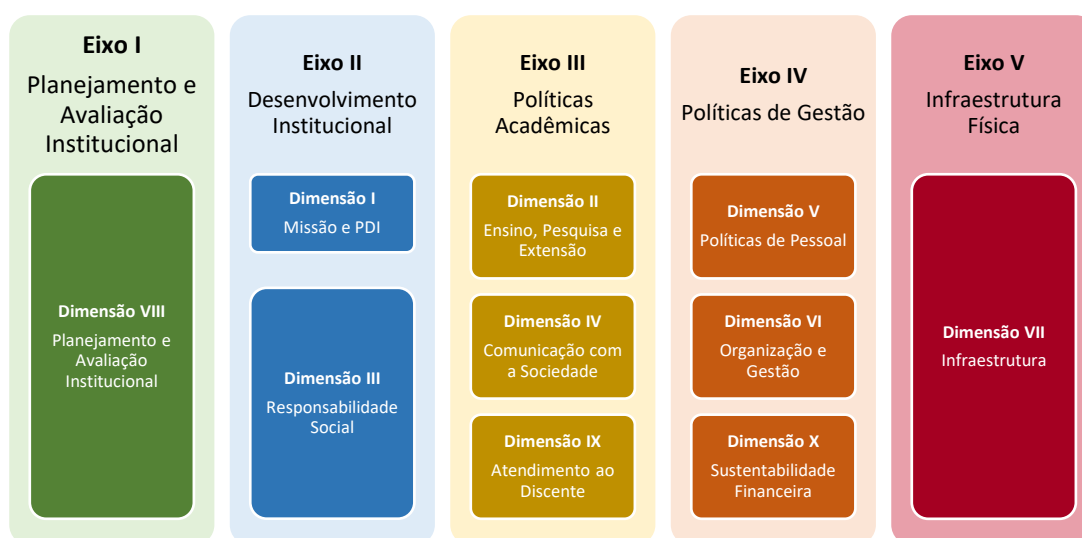 Eixo I
Planejamento e
Avaliação
Institucional
Dimensão VIII
Planejamento e
Avaliação
Institucional
Eixo II
Desenvolvimento
Institucional
Dimensão I
Missão e PDI
Dimensão III
Responsabilidade
Social
Eixo III
Políticas
Acadêmicas
Dimensão II
Ensino, Pesquisa e
Extensão
Dimensão IV
Comunicação com
a Sociedade
Dimensão IX
Atendimento ao
Discente
Eixo IV
Políticas de Gestão
Dimensão V
Políticas de Pessoal
Dimensão VI
Organização e
Gestão
Dimensão X
Sustentabilidade
Financeira
Eixo V
Infraestrutura
Física
Dimensão VII
Infraestrutura